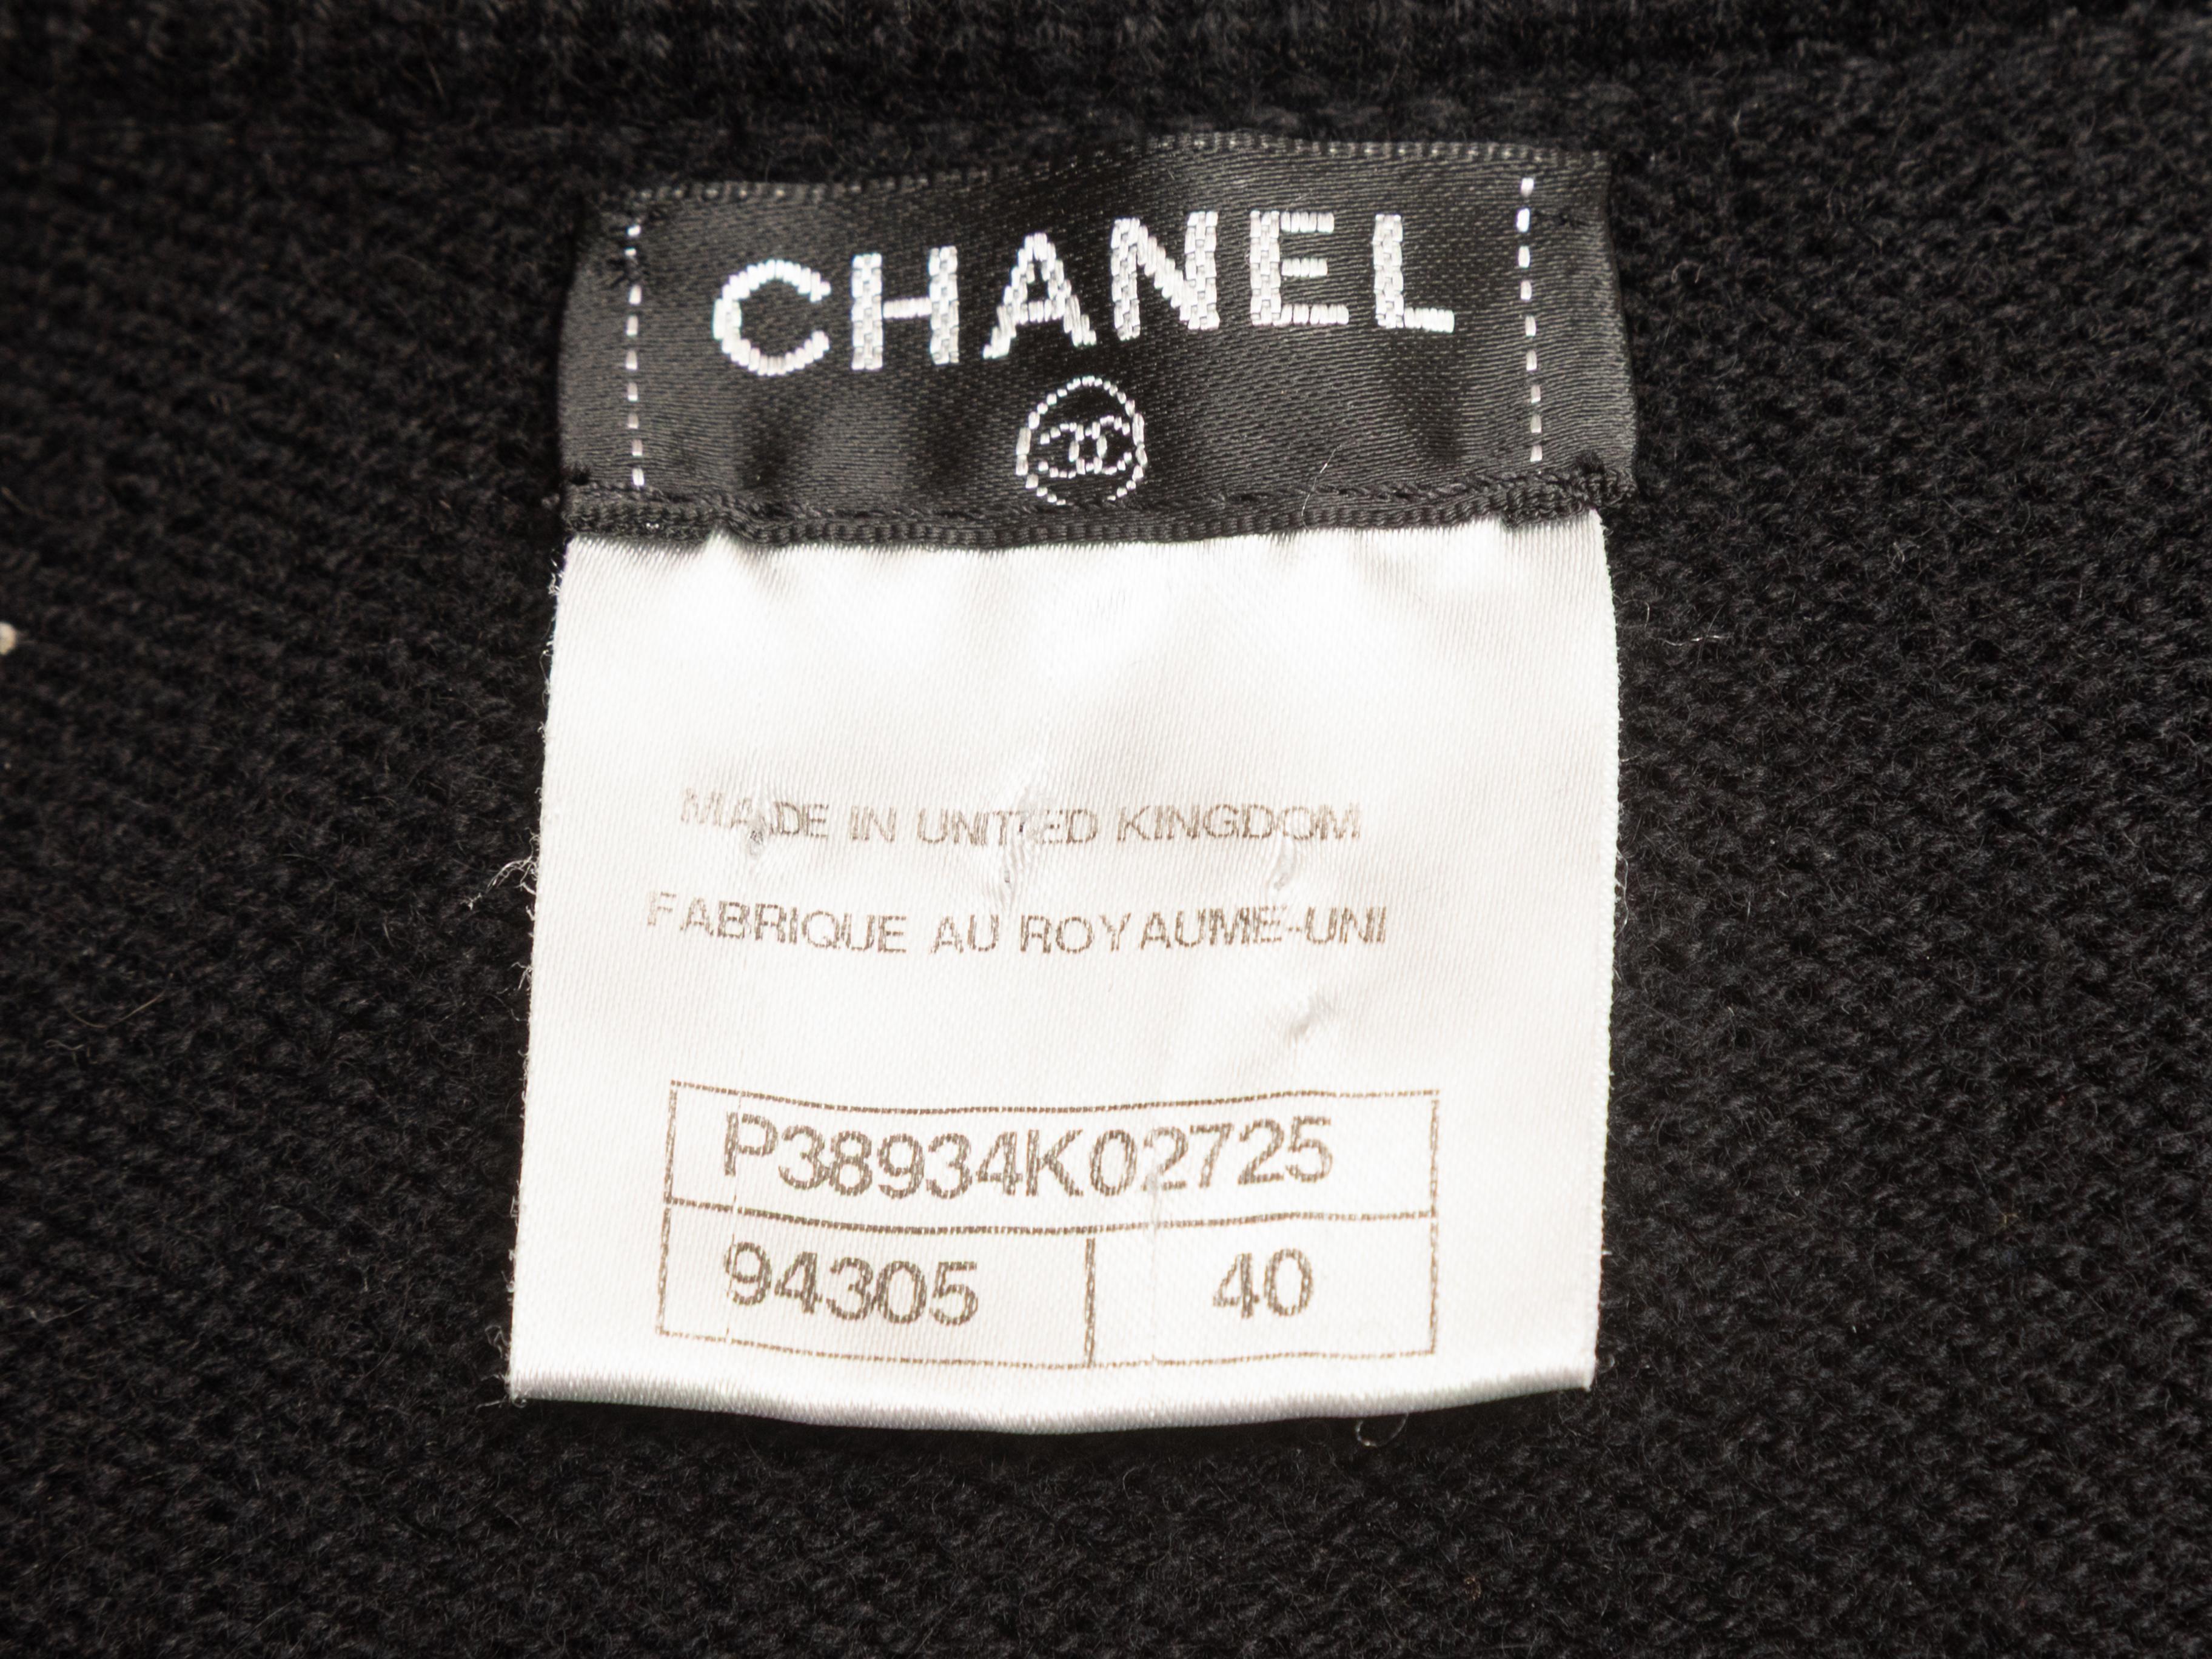 CHANEL
MADE IN UNITED KINGDOM
FABRIQUE AU ROYAUME-UNI
P38934K02725
94305 40